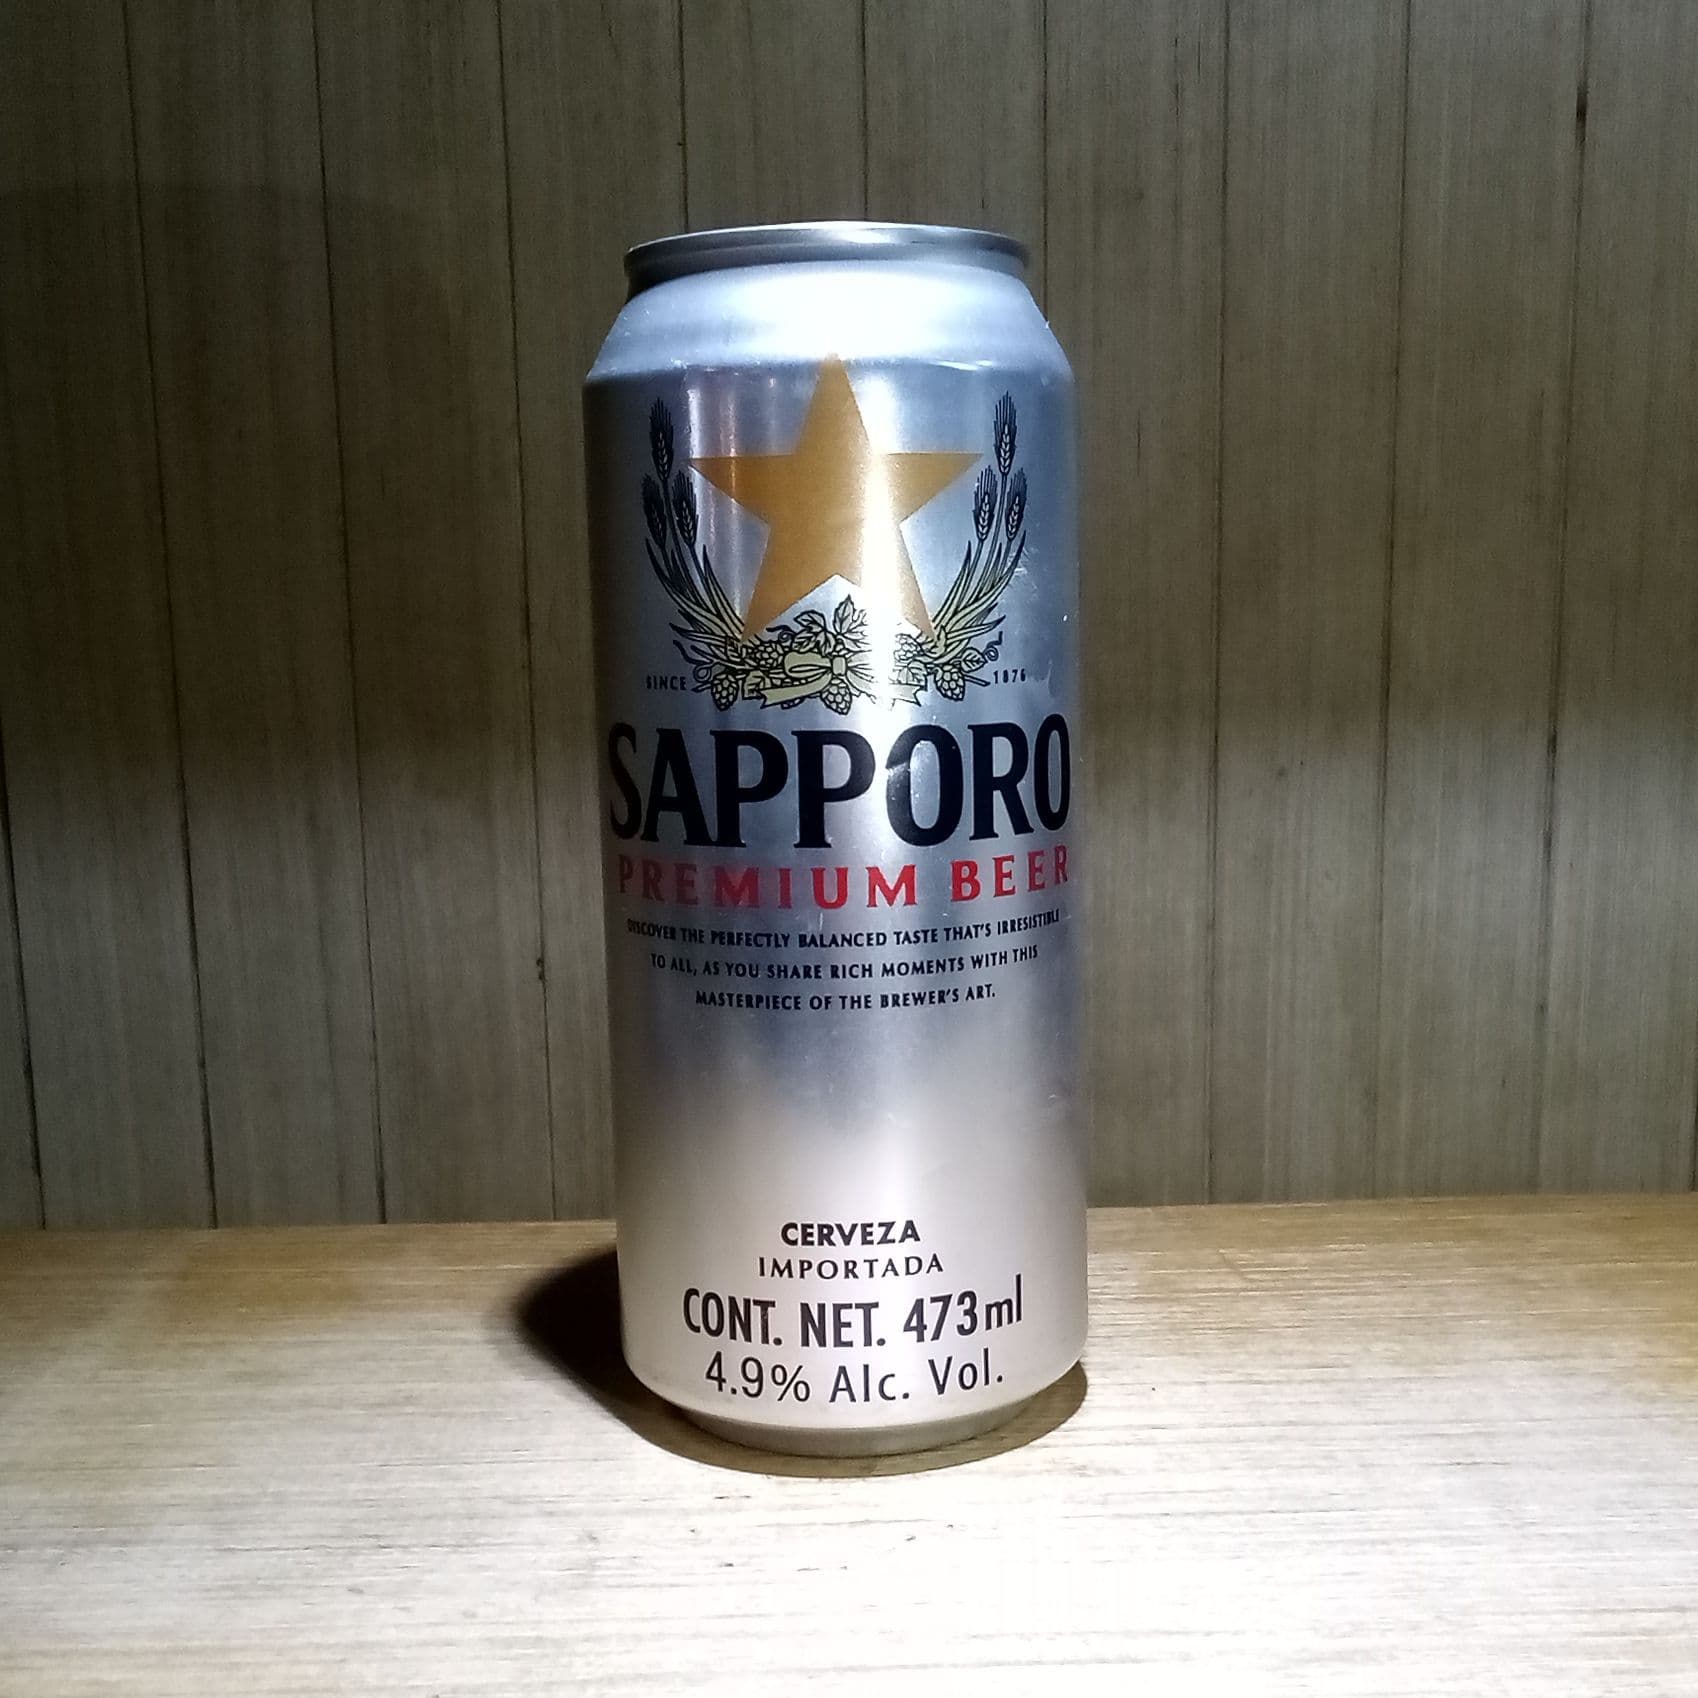 SINCE 1876
SAPPORO
PREMIUM BEER
DISCOVER THE PERFECTLY BALANCED TASTE THAT'S IRRESISTIBLE
TO ALL, AS YOU SHARE RICH MOMENTS WITH THIS
MASTERPIECE OF THE BREWER'S ART.
CERVEZA
IMPORTADA
CONT. NET. 473ml
4.9% Alc. Vol.